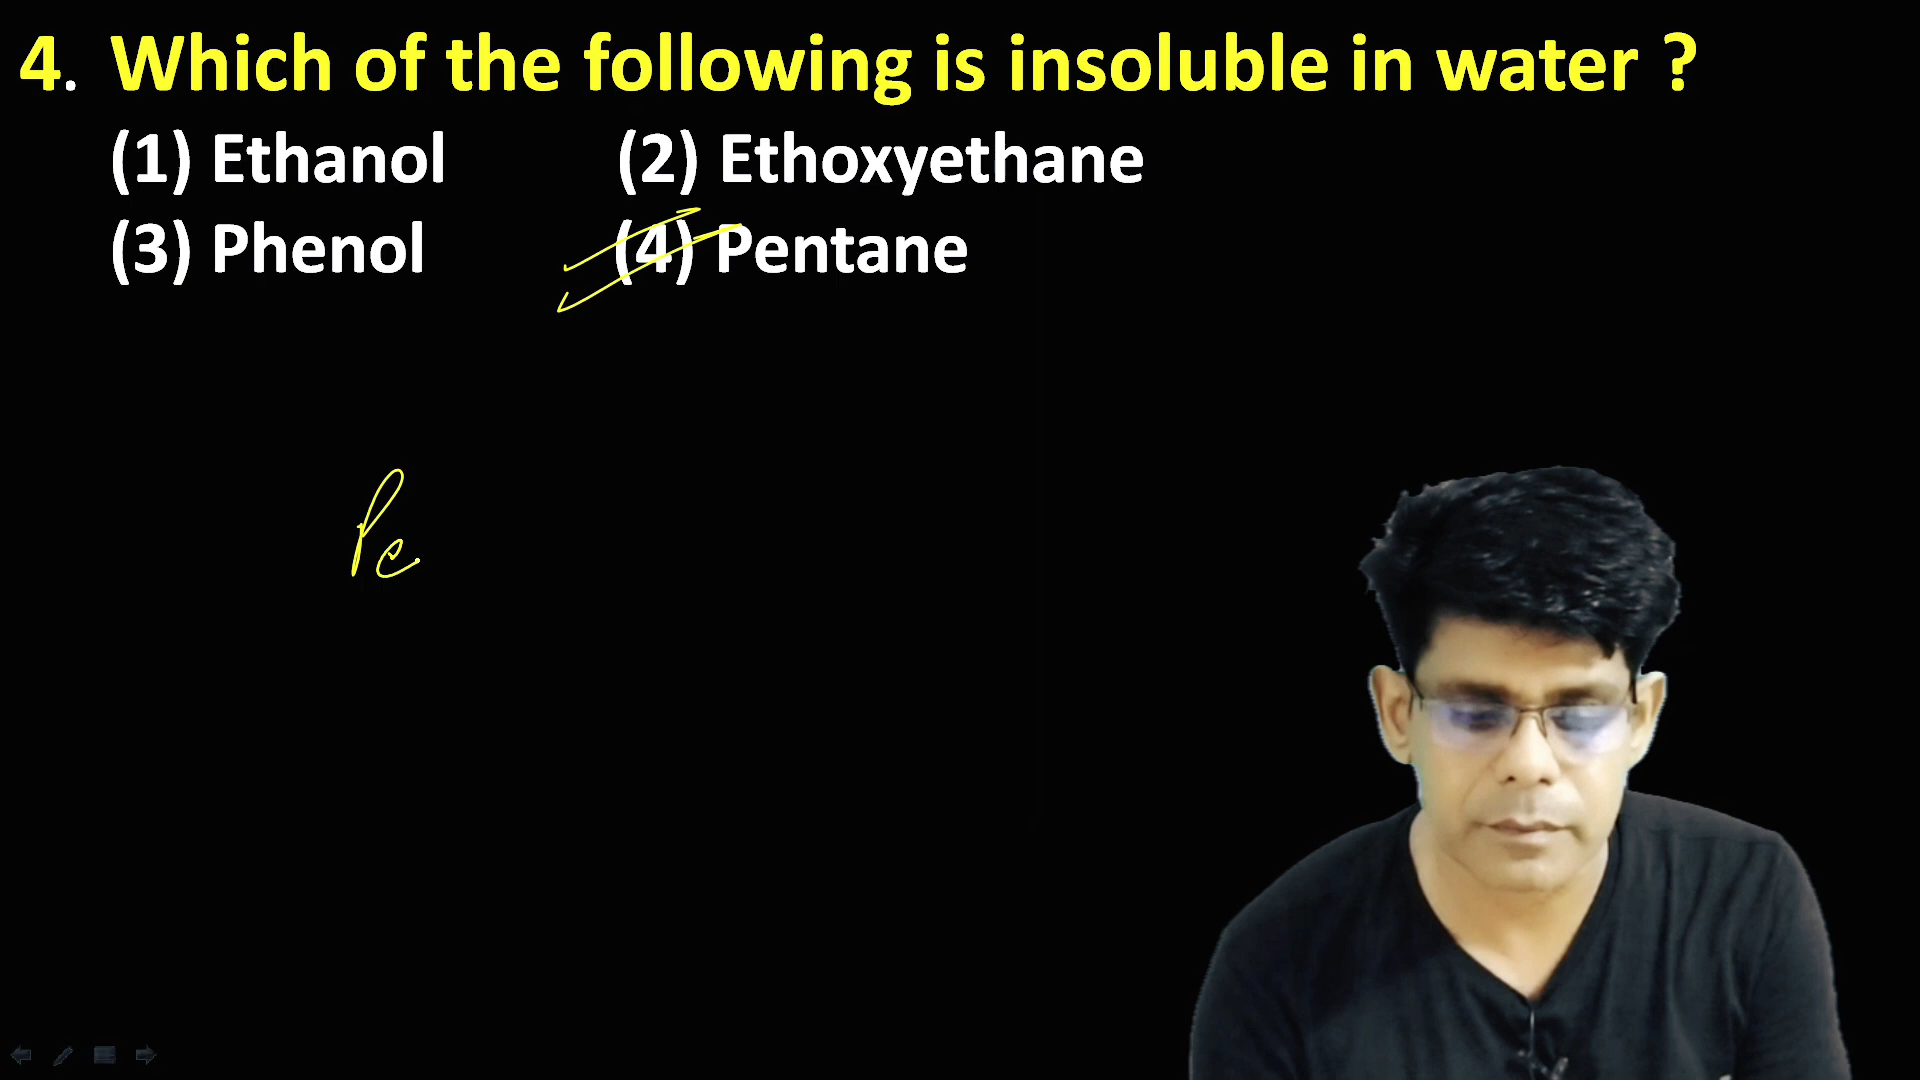 4. Which of the following is insoluble in water ?
(1) Ethanol (2) Ethoxyethane
(3) Phenol (4) Pentane
Pe